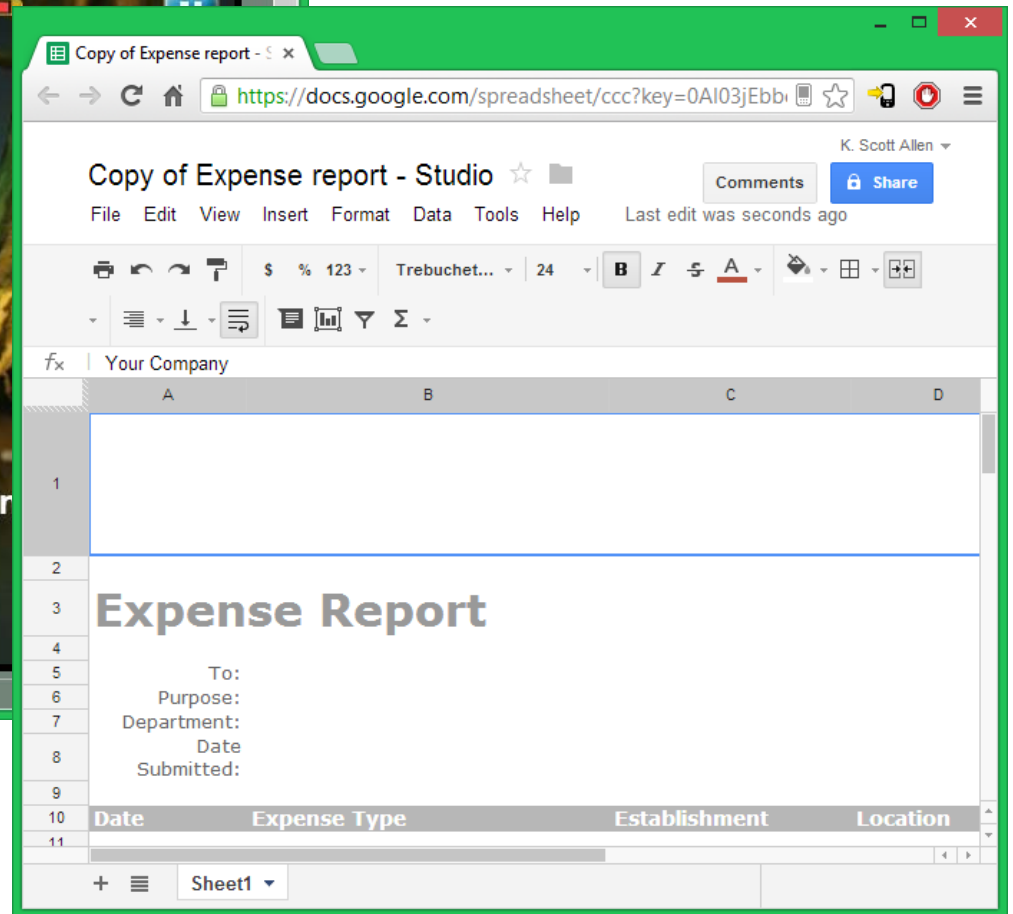 Copy of Expense report - S
https://docs.google.com/spreadsheet/ccc?key=0AI03jEbb
K. Scott Allen
Copy of Expense report - Studio
Comments
Share
File Edit View Insert Format Data Tools Help Last edit was seconds ago
$ % 123 Trebuchet... 24 B I S A
Σ
fx Your Company
A B C D
1
2
3 Expense Report
4
5 To:
6 Purpose:
7 Department:
Date
8 Submitted:
9
10 Date Expense Type Establishment Location
11
Sheet1